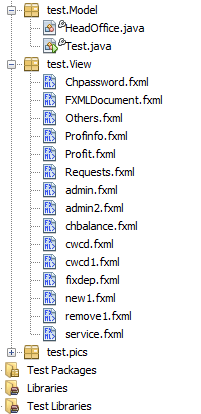 test.Model
HeadOffice.java
Test.java
test.View
Chpassword.fxml
FXMLDocument.fxml
Others.fxml
Profinfo.fxml
Profit.fxml
Requests.fxml
admin.fxml
admin2.fxml
chbalance.fxml
cwcd.fxml
cwcd1.fxml
fixdep.fxml
new1.fxml
remove1.fxml
service.fxml
test.pics
Test Packages
Libraries
Test Libraries